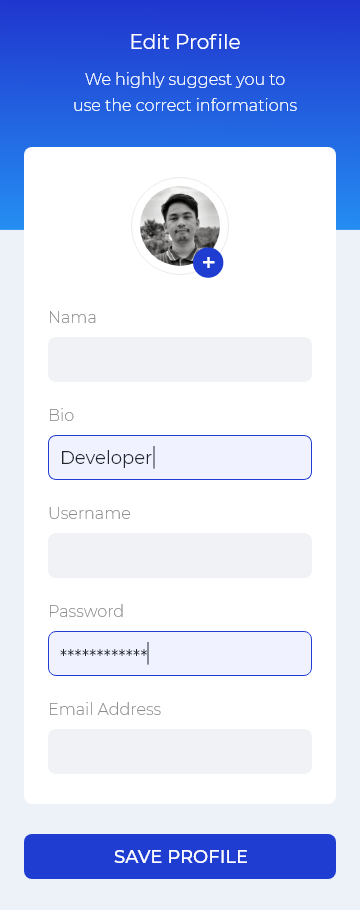 Edit Profile
We highly suggest you to
use the correct informations
+
Nama
Bio
Developer
Username
Password
************
Email Address
SAVE PROFILE